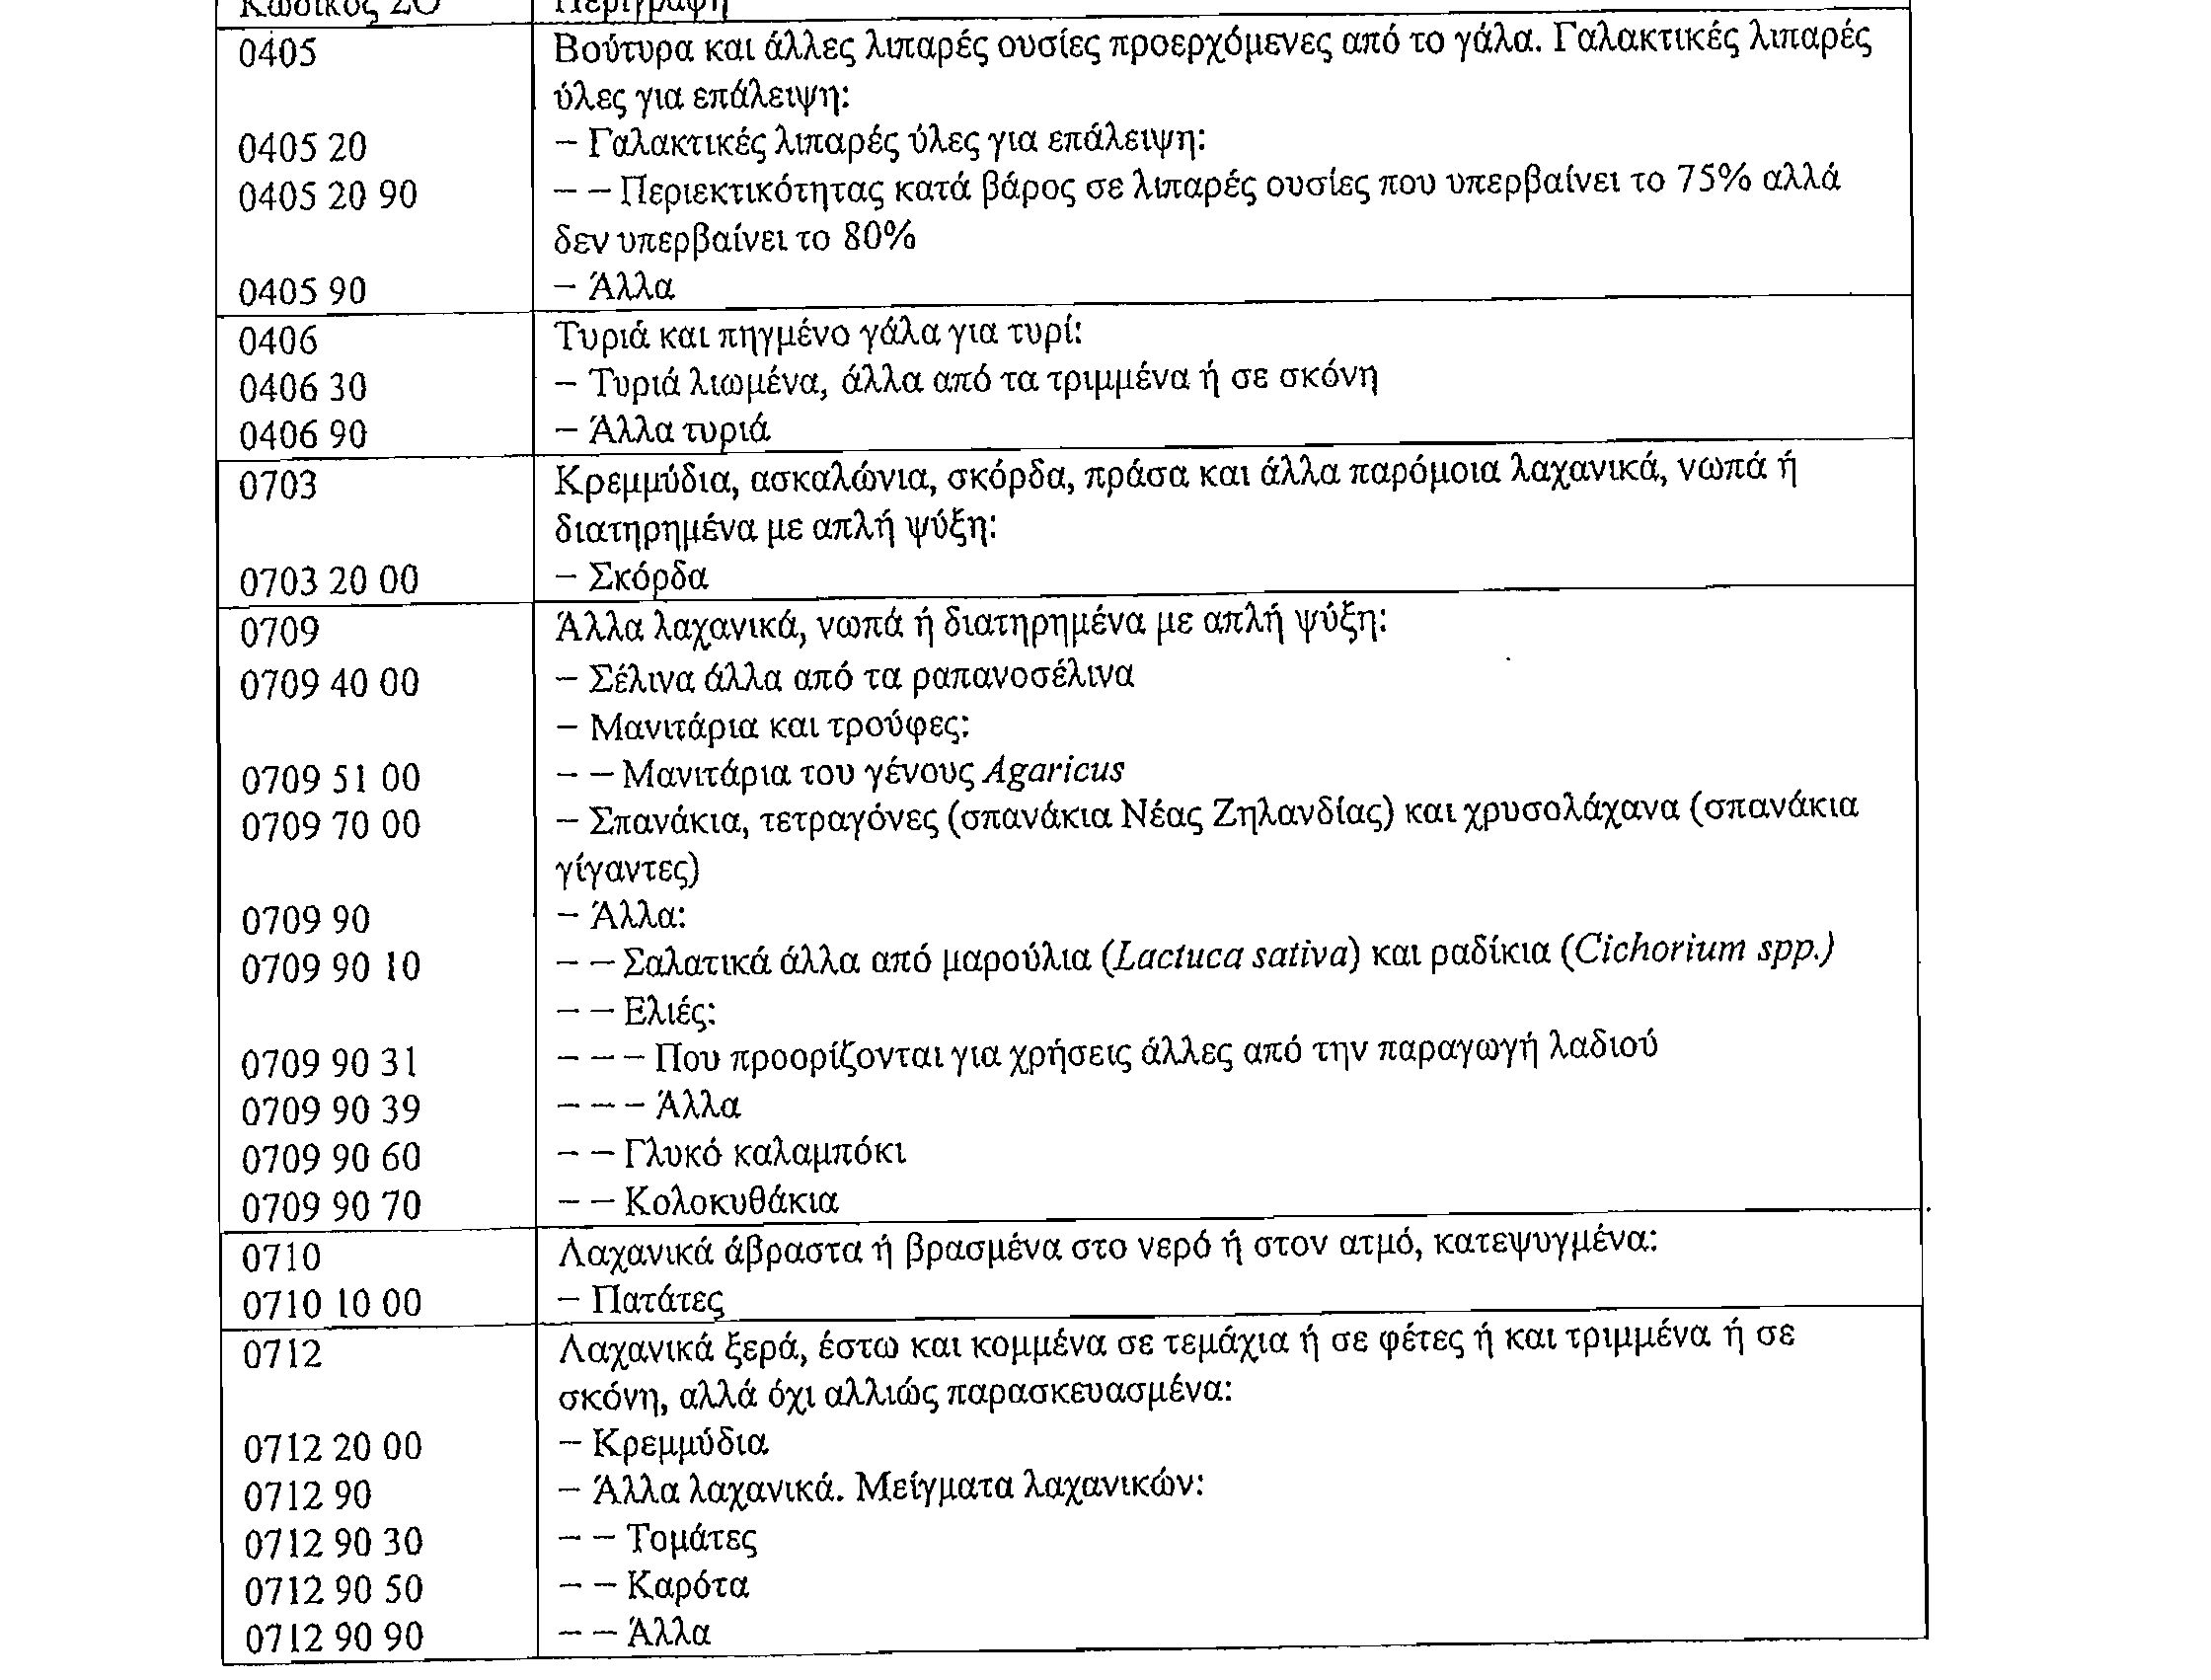 Κωδικός ΣΟ Περιγραφή
0405 Βούτυρα και άλλες λιπαρές ουσίες προερχόμενες από το γάλα. Γαλακτικές λιπαρές
ύλες για επάλειψη:
0405 20 – Γαλακτικές λιπαρές ύλες για επάλειψη:
0405 20 90 – – Περιεκτικότητας κατά βάρος σε λιπαρές ουσίες που υπερβαίνει το 75% αλλά
δεν υπερβαίνει το 80%
0405 90 – Άλλα
0406 Τυριά και πηγμένο γάλα για τυρί:
0406 30 – Τυριά λιωμένα, άλλα από τα τριμμένα ή σε σκόνη
0406 90 – Άλλα τυριά
0703 Κρεμμύδια, ασκαλώνια, σκόρδα, πράσα και άλλα παρόμοια λαχανικά, νωπά ή
διατηρημένα με απλή ψύξη:
0703 20 00 – Σκόρδα
0709 Άλλα λαχανικά, νωπά ή διατηρημένα με απλή ψύξη:
0709 40 00 – Σέλινα άλλα από τα ραπανοσέλινα
– Μανιτάρια και τρούφες:
0709 51 00 – – Μανιτάρια του γένους Agaricus
0709 70 00 – Σπανάκια, τετραγόνες (σπανάκια Νέας Ζηλανδίας) και χρυσολάχανα (σπανάκια
γίγαντες)
0709 90 – Άλλα:
0709 90 10 – – Σαλατικά άλλα από μαρούλια (Lactuca sativa) και ραδίκια (Cichorium spp.)
– – Ελιές:
0709 90 31 – – – Που προορίζονται για χρήσεις άλλες από την παραγωγή λαδιού
0709 90 39 – – – Άλλα
0709 90 60 – – Γλυκό καλαμπόκι
0709 90 70 – – Κολοκυθάκια
0710 Λαχανικά άβραστα ή βρασμένα στο νερό ή στον ατμό, κατεψυγμένα:
0710 10 00 – Πατάτες
0712 Λαχανικά ξερά, έστω και κομμένα σε τεμάχια ή σε φέτες ή και τριμμένα ή σε
σκόνη, αλλά όχι αλλιώς παρασκευασμένα:
0712 20 00 – Κρεμμύδια
0712 90 – Άλλα λαχανικά. Μείγματα λαχανικών:
0712 90 30 – – Τομάτες
0712 90 50 – – Καρότα
0712 90 90 – – Άλλα